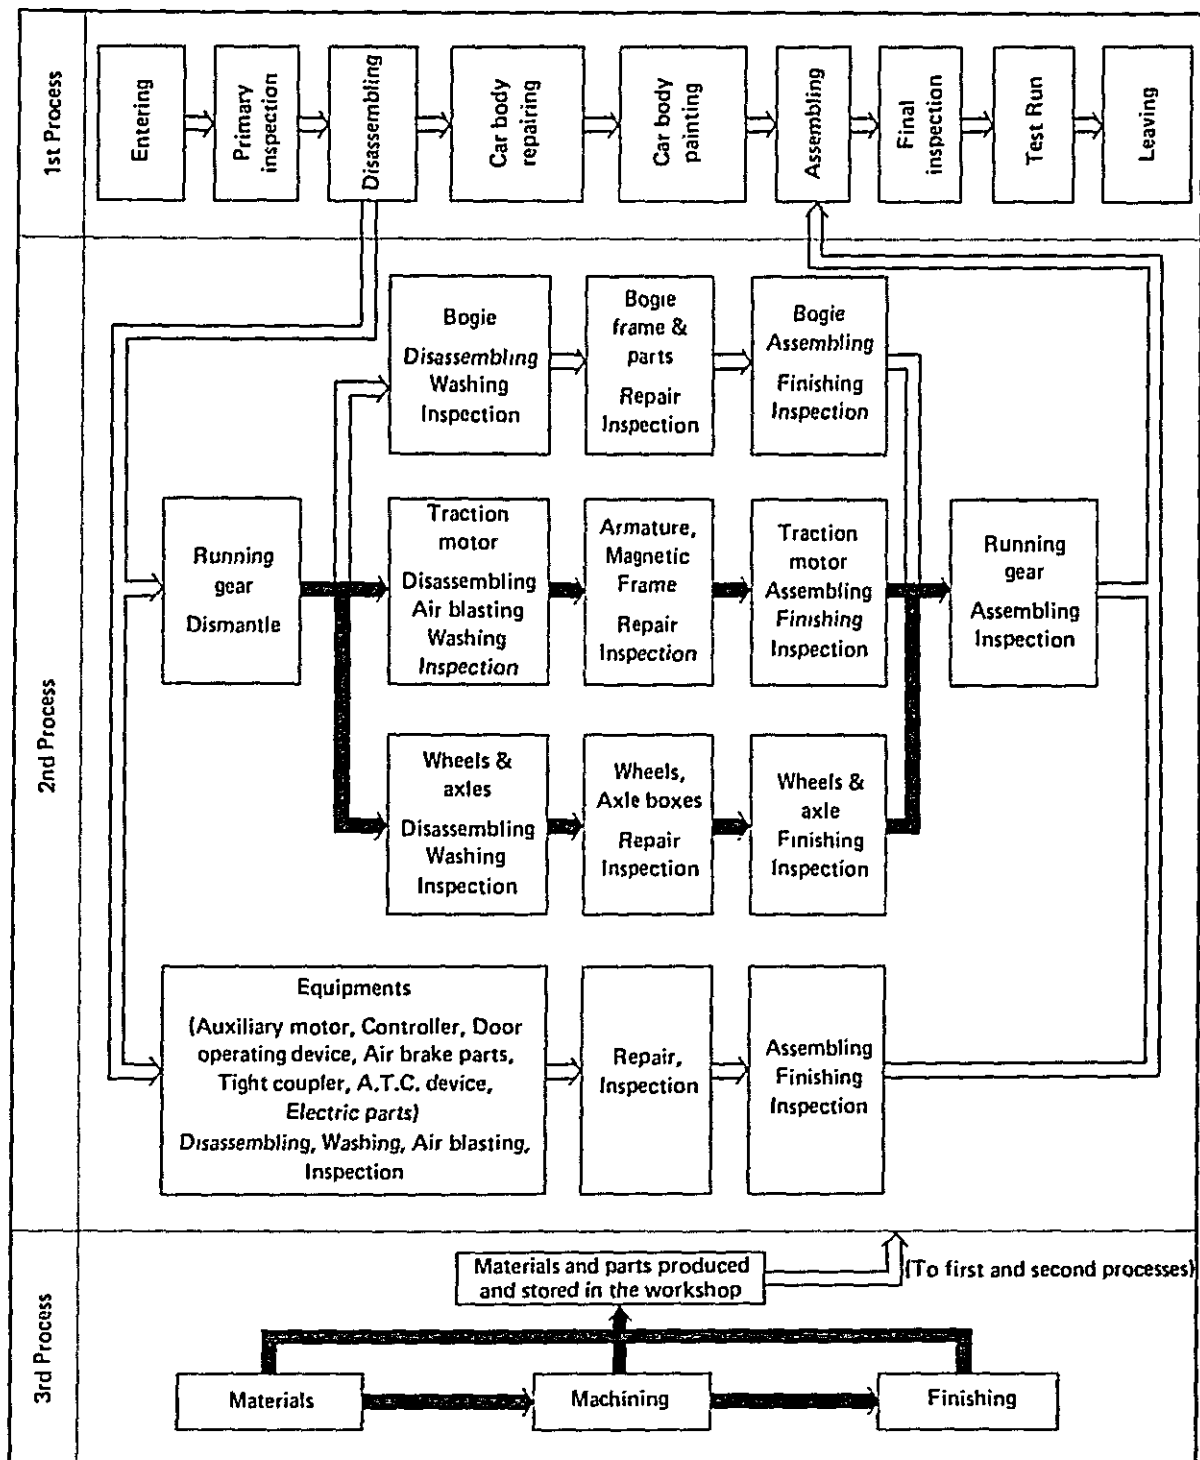 1st Process
Entering
Primary
inspection
Disassembling
Car body
repairing
Car body
painting
Assembling
Final
inspection
Test Run
Leaving
2nd Process
Bogie
Disassembling
Washing
Inspection
Bogie
frame &
parts
Repair
Inspection
Bogie
Assembling
Finishing
Inspection
Running
gear
Dismantle
Traction
motor
Disassembling
Air blasting
Washing
Inspection
Armature,
Magnetic
Frame
Repair
Inspection
Traction
motor
Assembling
Finishing
Inspection
Running
gear
Assembling
Inspection
Wheels &
axles
Disassembling
Washing
Inspection
Wheels,
Axle boxes
Repair
Inspection
Wheels &
axle
Finishing
Inspection
Equipments
(Auxiliary motor, Controller, Door
operating device, Air brake parts,
Tight coupler, A.T.C. device,
Electric parts)
Disassembling, Washing, Air blasting,
Inspection
Repair,
Inspection
Assembling
Finishing
Inspection
3rd Process
Materials and parts produced
and stored in the workshop
(To first and second processes)
Materials
Machining
Finishing